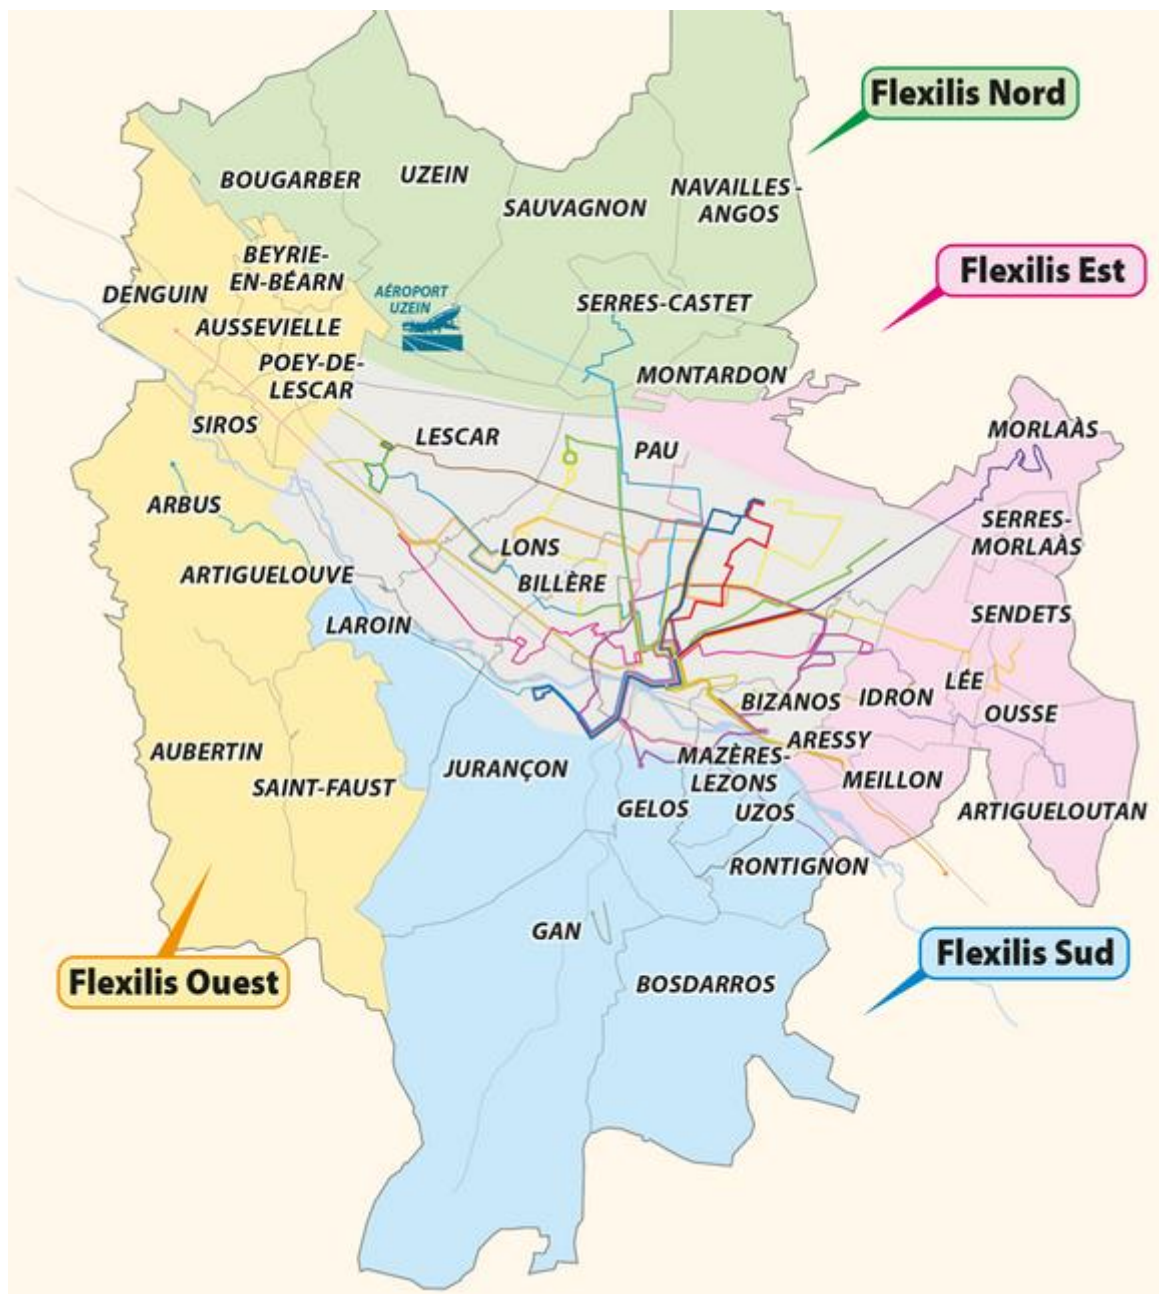 Flexilis Nord
BOUGARBER
UZEIN
SAUVAGNON
NAVAILLES-
ANGOS
BEYRIE-
EN-BÉARN
Flexilis Est
DENGUIN
AÉROPORT
UZEIN
SERRES-CASTET
AUSSEVIELLE
POEY-DE-
LESCAR
MONTARDON
SIROS
LESCAR
PAU
MORLAÀS
ARBUS
SERRES-
MORLAÀS
LONS
ARTIGUELOUVE
BILLÈRE
LAROIN
SENDETS
LÉE
BIZANOS
IDRON
OUSSE
AUBERTIN
ARESSY
MAZÈRES-
LEZONS
JURANÇON
SAINT-FAUST
MEILLON
GELOS
UZOS
ARTIGUELOUTAN
RONTIGNON
GAN
Flexilis Sud
Flexilis Ouest
BOSDARROS